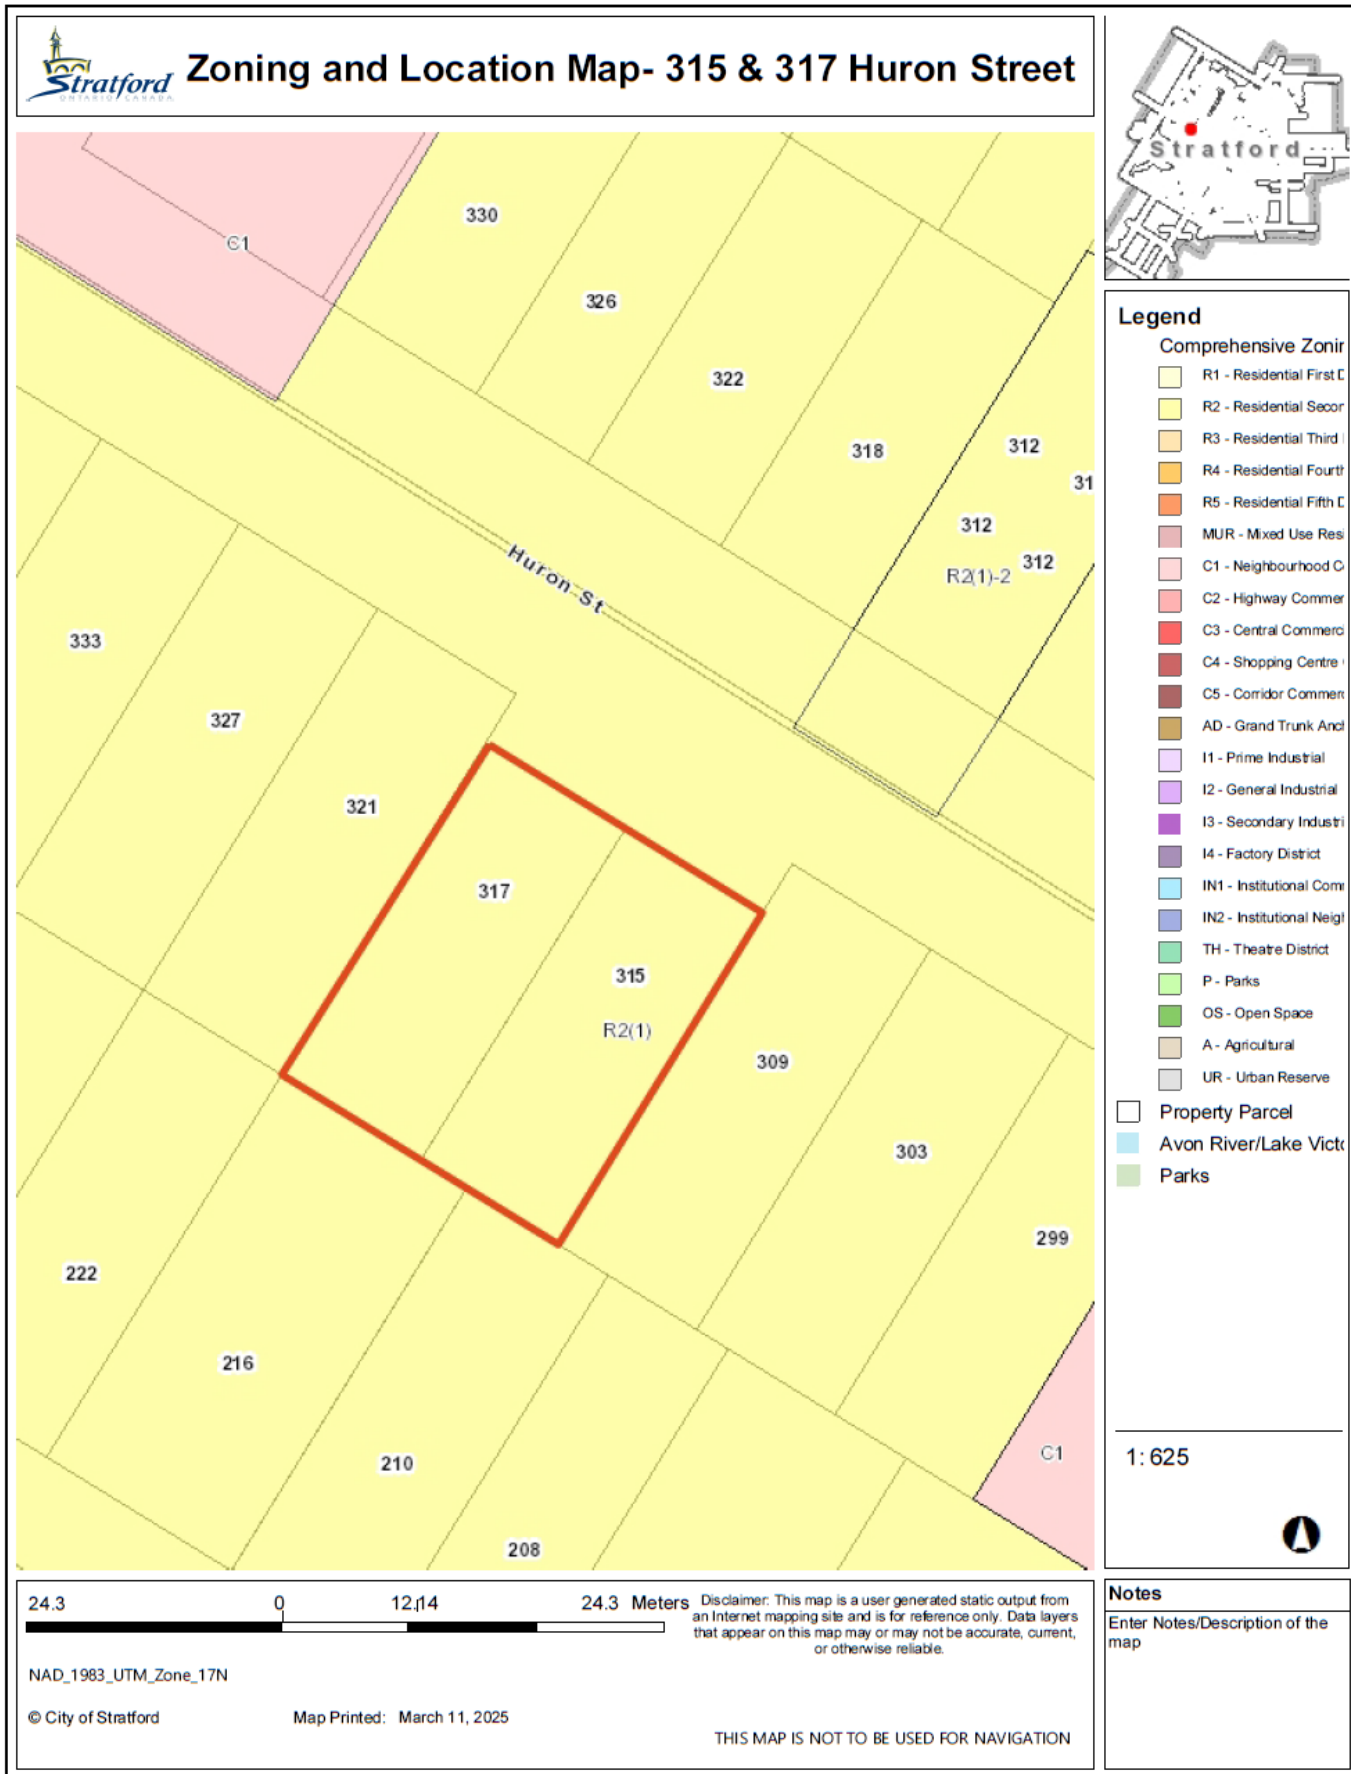 Stratford
ONTARIO CANADA
Zoning and Location Map- 315 & 317 Huron Street
Stratford
C1
330
326
322
318
312
31
312
312
R2(1)-2
Huron St
333
327
321
317
315
R2(1)
309
303
299
222
216
210
208
C1
Legend
Comprehensive Zonin
R1 - Residential First D
R2 - Residential Secon
R3 - Residential Third
R4 - Residential Fourth
R5 - Residential Fifth D
MUR - Mixed Use Resi
C1 - Neighbourhood Co
C2 - Highway Commer
C3 - Central Commerci
C4 - Shopping Centre
C5 - Corridor Commerc
AD - Grand Trunk Anch
I1 - Prime Industrial
I2 - General Industrial
I3 - Secondary Industri
I4 - Factory District
IN1 - Institutional Comm
IN2 - Institutional Neigh
TH - Theatre District
P - Parks
OS - Open Space
A - Agricultural
UR - Urban Reserve
Property Parcel
Avon River/Lake Victo
Parks
1: 625
24.3 0 12.14 24.3 Meters
Disclaimer: This map is a user generated static output from
an Internet mapping site and is for reference only. Data layers
that appear on this map may or may not be accurate, current,
or otherwise reliable.
NAD_1983_UTM_Zone_17N
© City of Stratford
Map Printed: March 11, 2025
THIS MAP IS NOT TO BE USED FOR NAVIGATION
Notes
Enter Notes/Description of the
map